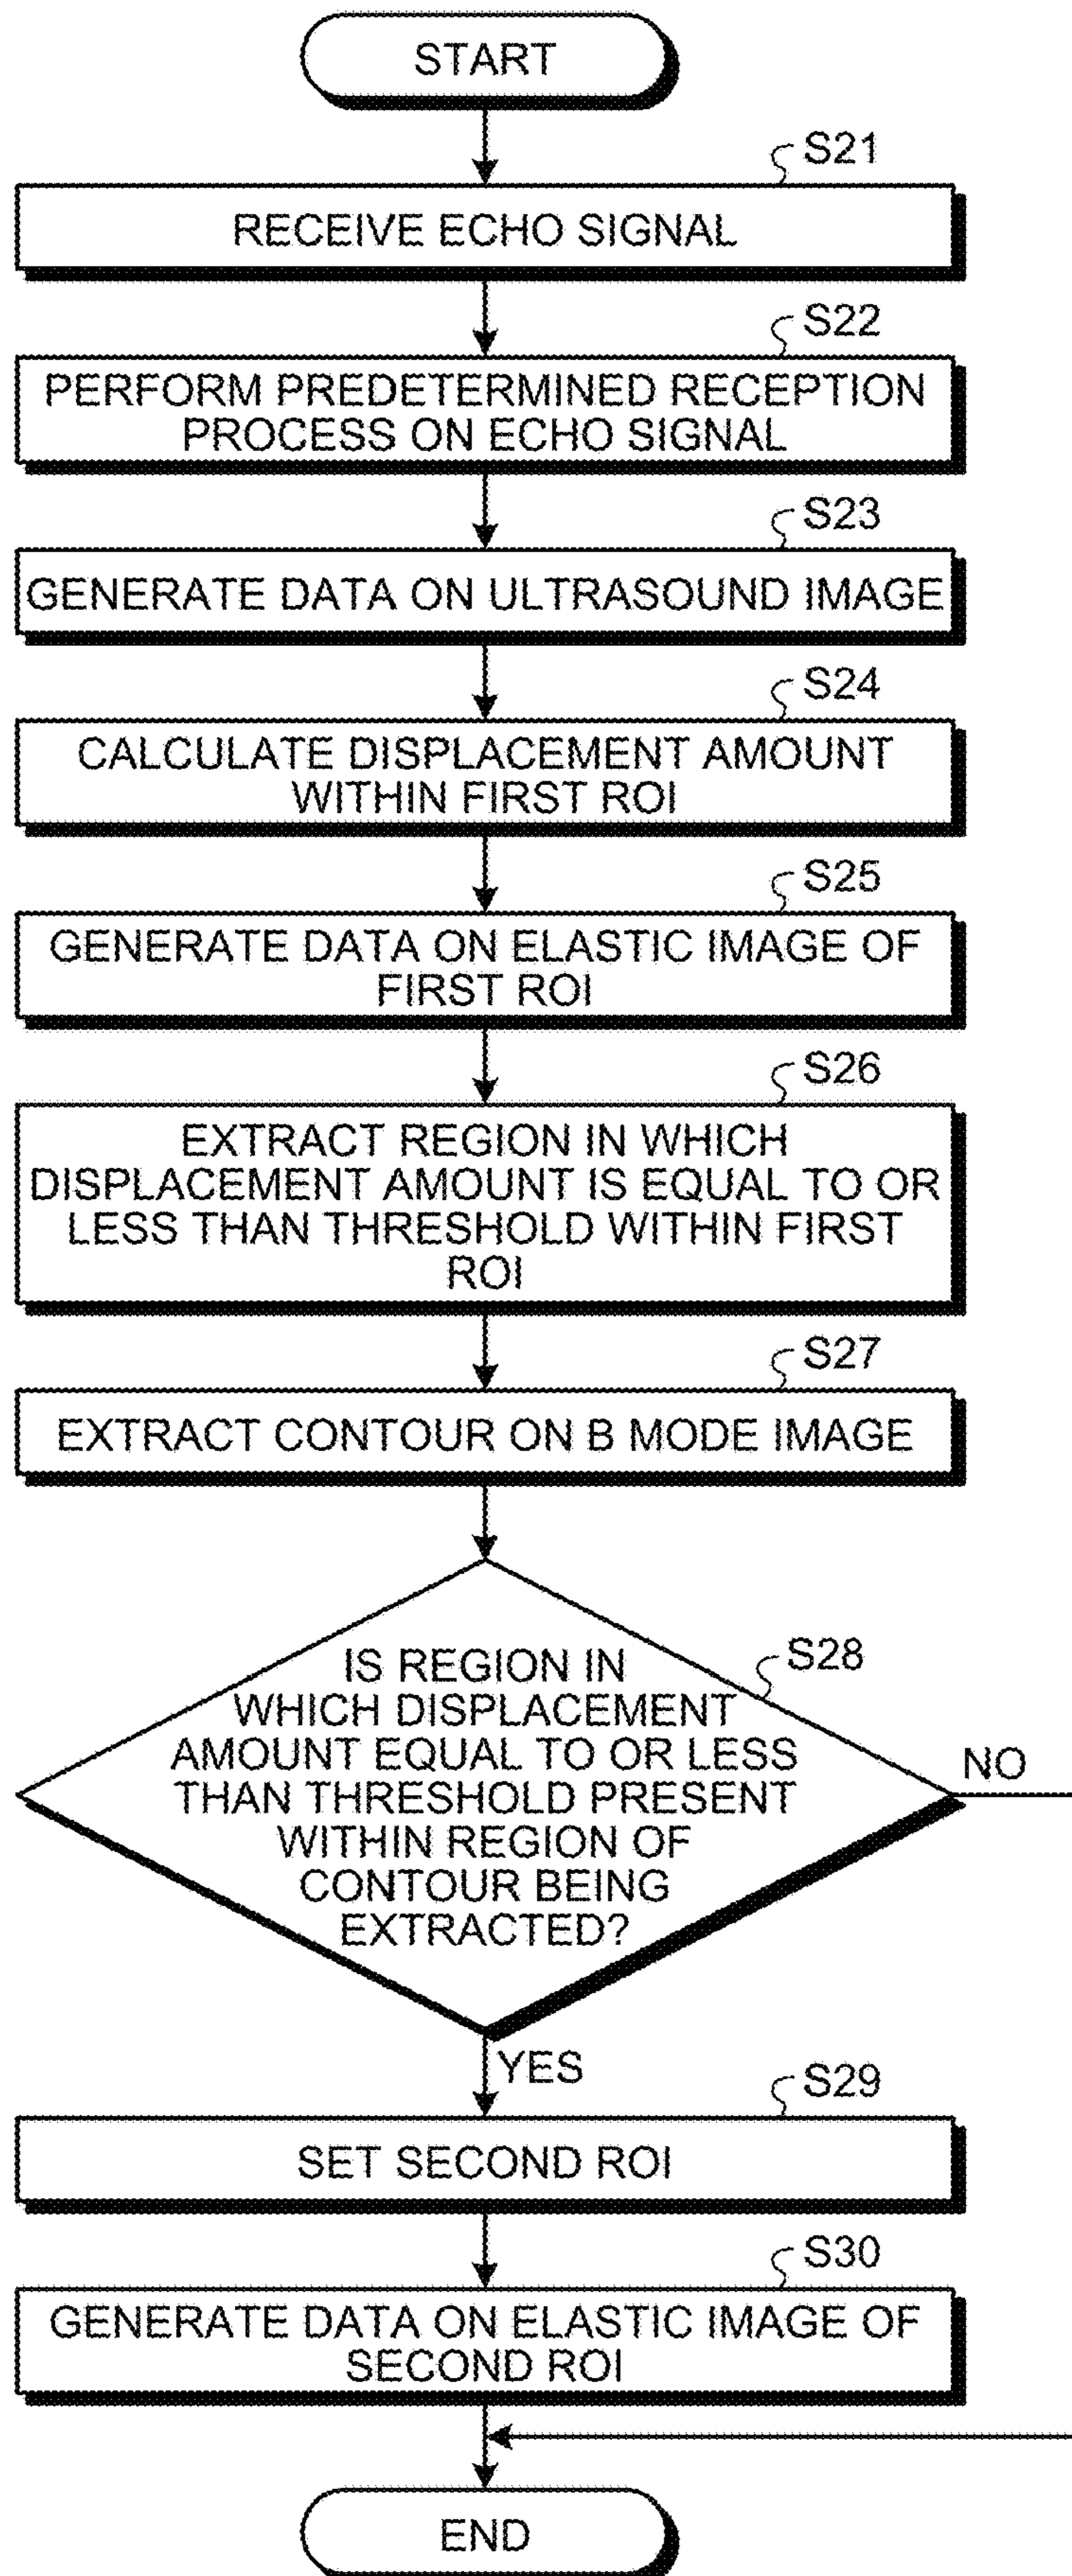 START
S21
RECEIVE ECHO SIGNAL
S22
PERFORM PREDETERMINED RECEPTION
PROCESS ON ECHO SIGNAL
S23
GENERATE DATA ON ULTRASOUND IMAGE
S24
CALCULATE DISPLACEMENT AMOUNT
WITHIN FIRST ROI
S25
GENERATE DATA ON ELASTIC IMAGE OF
FIRST ROI
S26
EXTRACT REGION IN WHICH
DISPLACEMENT AMOUNT IS EQUAL TO OR
LESS THAN THRESHOLD WITHIN FIRST
ROI
S27
EXTRACT CONTOUR ON B MODE IMAGE
S28
IS REGION IN
WHICH DISPLACEMENT
AMOUNT EQUAL TO OR LESS
THAN THRESHOLD PRESENT
WITHIN REGION OF
CONTOUR BEING
EXTRACTED?
NO
YES
S29
SET SECOND ROI
S30
GENERATE DATA ON ELASTIC IMAGE OF
SECOND ROI
END